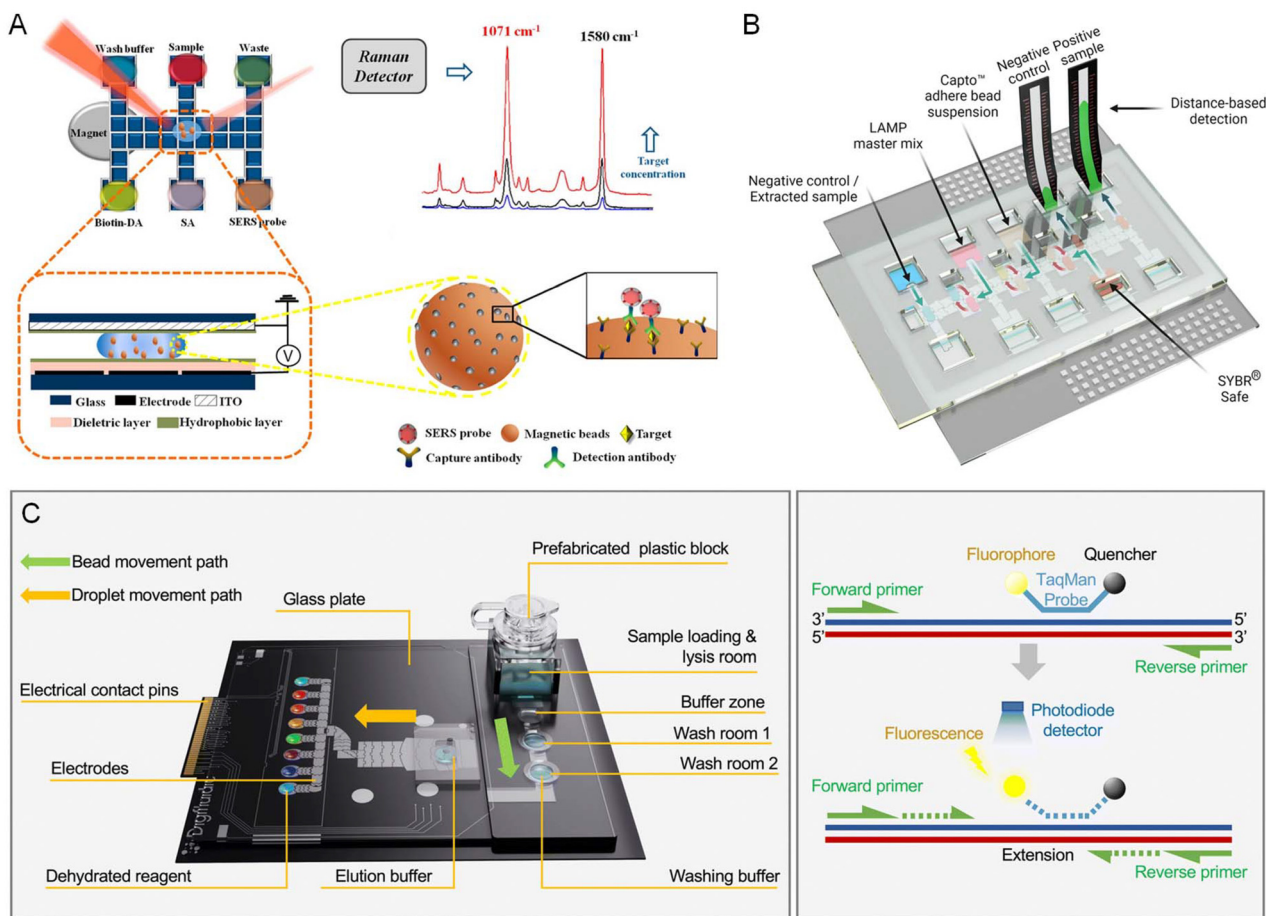 A
Wash buffer
Sample
Waste
Magnet
Biotin-DA
SA
SERS probe
Raman
Detector
1071 cm⁻¹
1580 cm⁻¹
Target
concentration
V
Glass
Electrode
ITO
Dielectric layer
Hydrophobic layer
SERS probe
Magnetic beads
Target
Capture antibody
Detection antibody
B
Negative
control
Positive
sample
Capto™
adhere bead
suspension
LAMP
master mix
Distance-based
detection
Negative control /
Extracted sample
SYBR®
Safe
C
Bead movement path
Droplet movement path
Prefabricated plastic block
Glass plate
Sample loading &
lysis room
Electrical contact pins
Buffer zone
Wash room 1
Electrodes
Wash room 2
Digifluidic
Dehydrated reagent
Elution buffer
Washing buffer
Fluorophore
Quencher
Forward primer
TaqMan
Probe
3'
5'
5'
3'
Reverse primer
Photodiode
detector
Fluorescence
Forward primer
Extension
Reverse primer